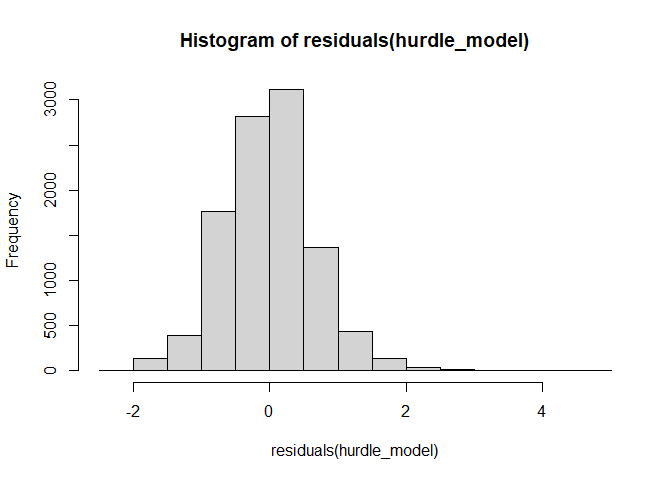 Histogram of residuals(hurdle_model)
Frequency
3000
2000
1000
500
0
-2 0 2 4
residuals(hurdle_model)